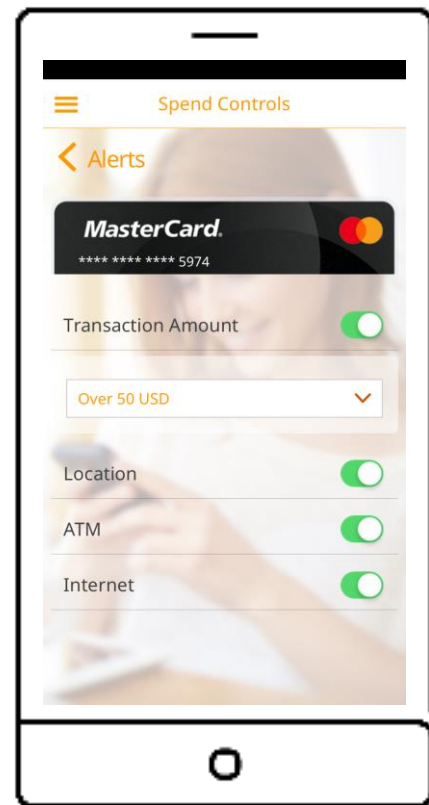 Spend Controls
Alerts
MasterCard.
**** **** **** 5974
Transaction Amount
Over 50 USD
Location
ATM
Internet